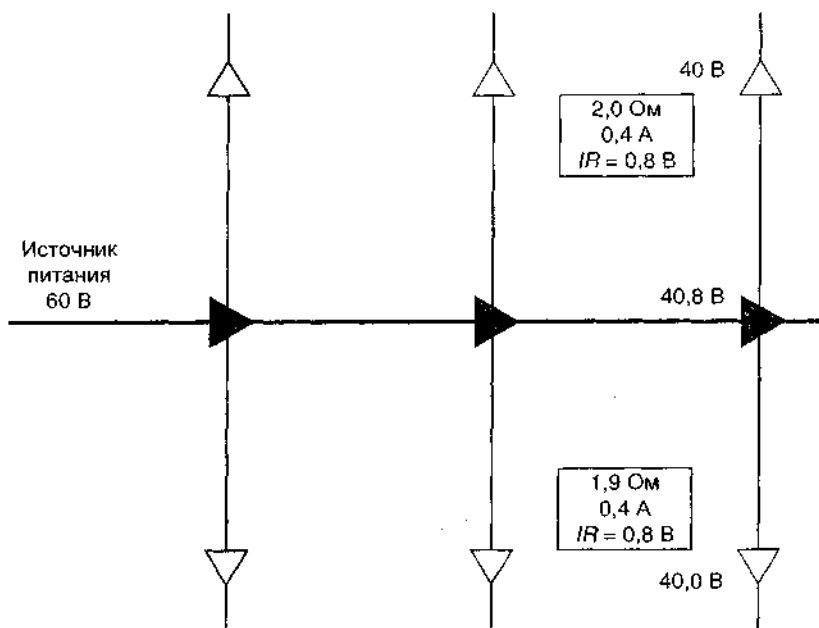 40 В
2,0 Ом
0,4 А
IR = 0,8 В
Источник
питания
60 В
40,8 В
1,9 Ом
0,4 А
IR = 0,8 В
40,0 В